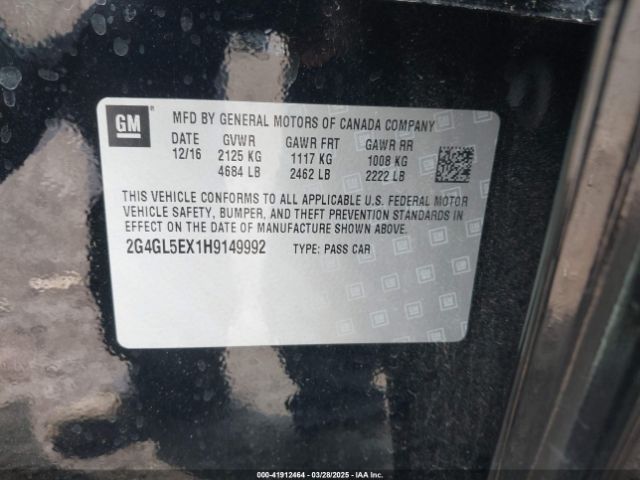 GM
MFD BY GENERAL MOTORS OF CANADA COMPANY
DATE GVWR GAWR FRT GAWR RR
12/16 2125 KG 1117 KG 1008 KG
4684 LB 2462 LB 2222 LB
THIS VEHICLE CONFORMS TO ALL APPLICABLE U.S. FEDERAL MOTOR
VEHICLE SAFETY, BUMPER, AND THEFT PREVENTION STANDARDS IN
EFFECT ON THE DATE OF MANUFACTURE SHOWN ABOVE.
2G4GL5EX1H9149992 TYPE: PASS CAR
000-41912464 | 03/28/2025 - IAA Inc.